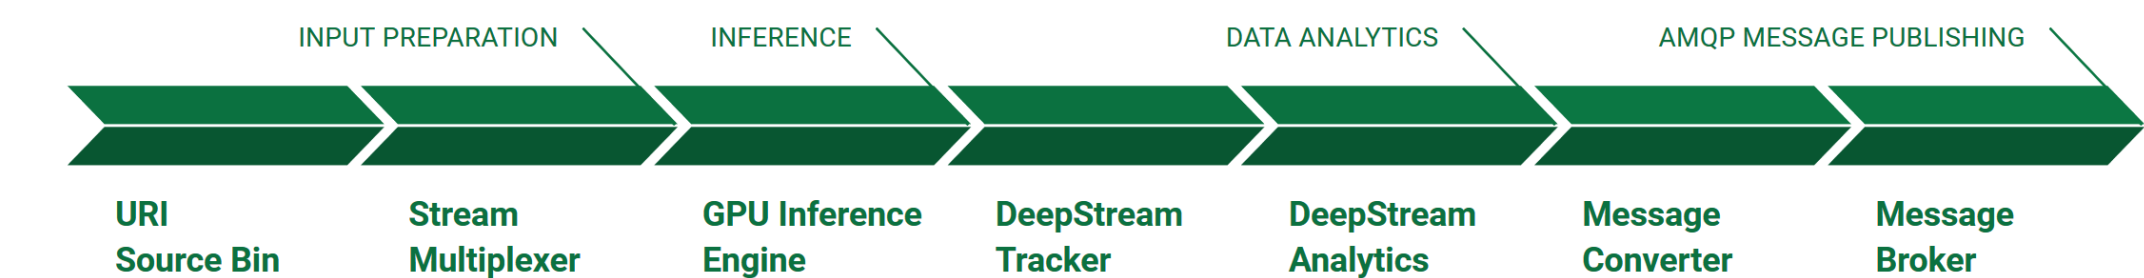 INPUT PREPARATION
INFERENCE
DATA ANALYTICS
AMQP MESSAGE PUBLISHING
URI
Source Bin
Stream
Multiplexer
GPU Inference
Engine
DeepStream
Tracker
DeepStream
Analytics
Message
Converter
Message
Broker